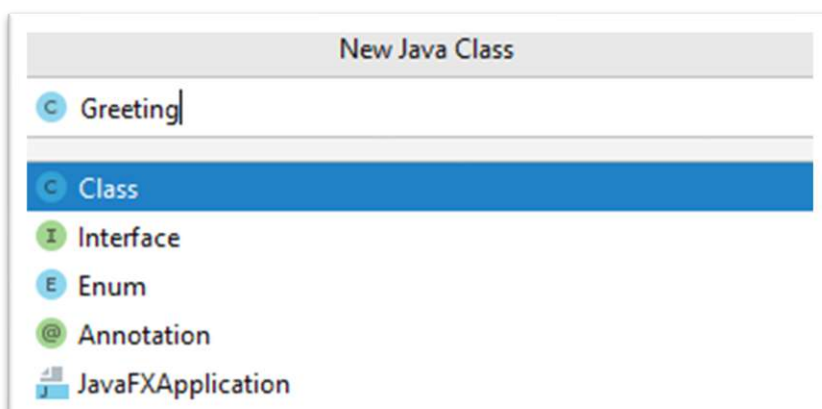 New Java Class
C Greeting
C Class
I Interface
E Enum
@ Annotation
J JavaFXApplication